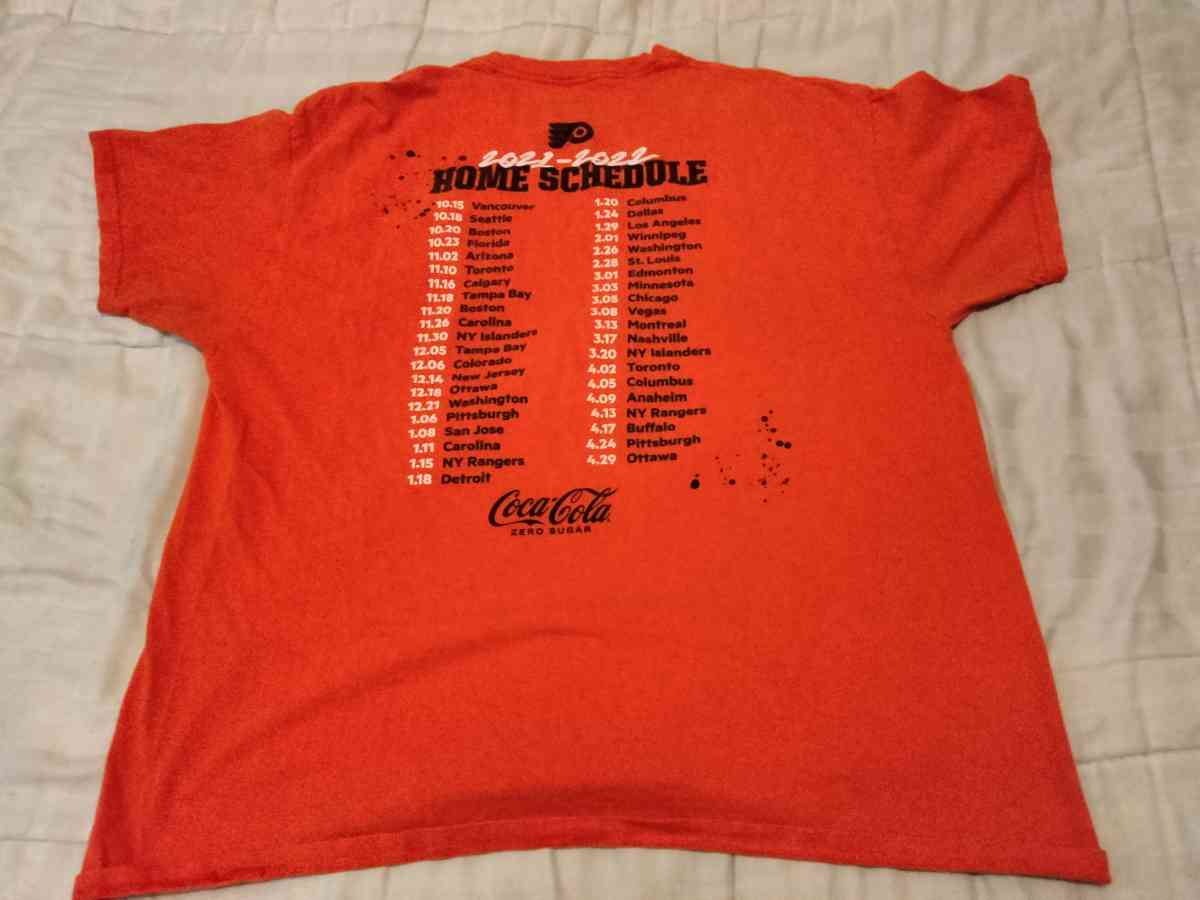 2021-2022
HOME SCHEDULE
10.15 Vancouver
10.18 Seattle
10.20 Boston
10.23 Florida
11.02 Arizona
11.10 Toronto
11.16 Calgary
11.18 Tampa Bay
11.20 Boston
11.26 Carolina
11.30 NY Islanders
12.05 Tampa Bay
12.06 Colorado
12.14 New Jersey
12.18 Ottawa
12.21 Washington
1.06 Pittsburgh
1.08 San Jose
1.11 Carolina
1.15 NY Rangers
1.18 Detroit
1.20 Columbus
1.24 Dallas
1.29 Los Angeles
2.01 Winnipeg
2.26 Washington
2.28 St. Louis
3.01 Edmonton
3.03 Minnesota
3.05 Chicago
3.08 Vegas
3.13 Montreal
3.17 Nashville
3.20 NY Islanders
4.02 Toronto
4.05 Columbus
4.09 Anaheim
4.13 NY Rangers
4.17 Buffalo
4.24 Pittsburgh
4.29 Ottawa
Coca-Cola
ZERO SUGAR